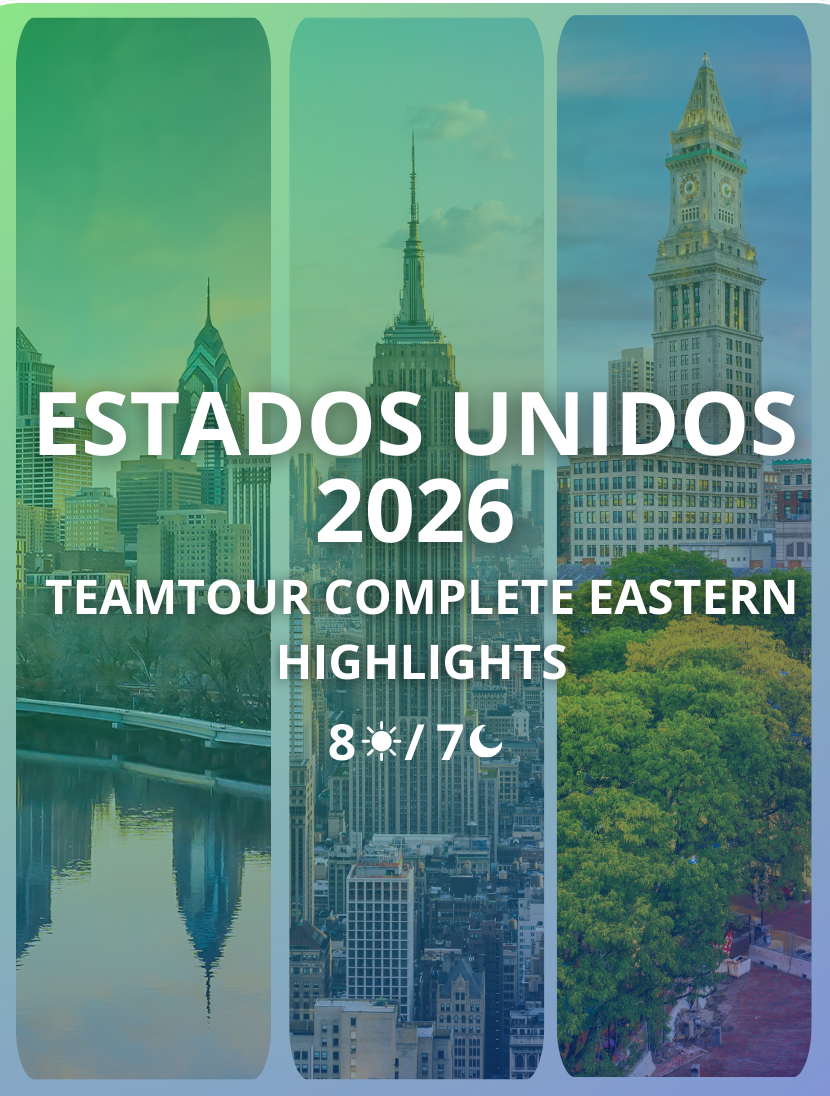 ESTADOS UNIDOS
2026
TEAMTOUR COMPLETE EASTERN
HIGHLIGHTS
8☀/ 7☾